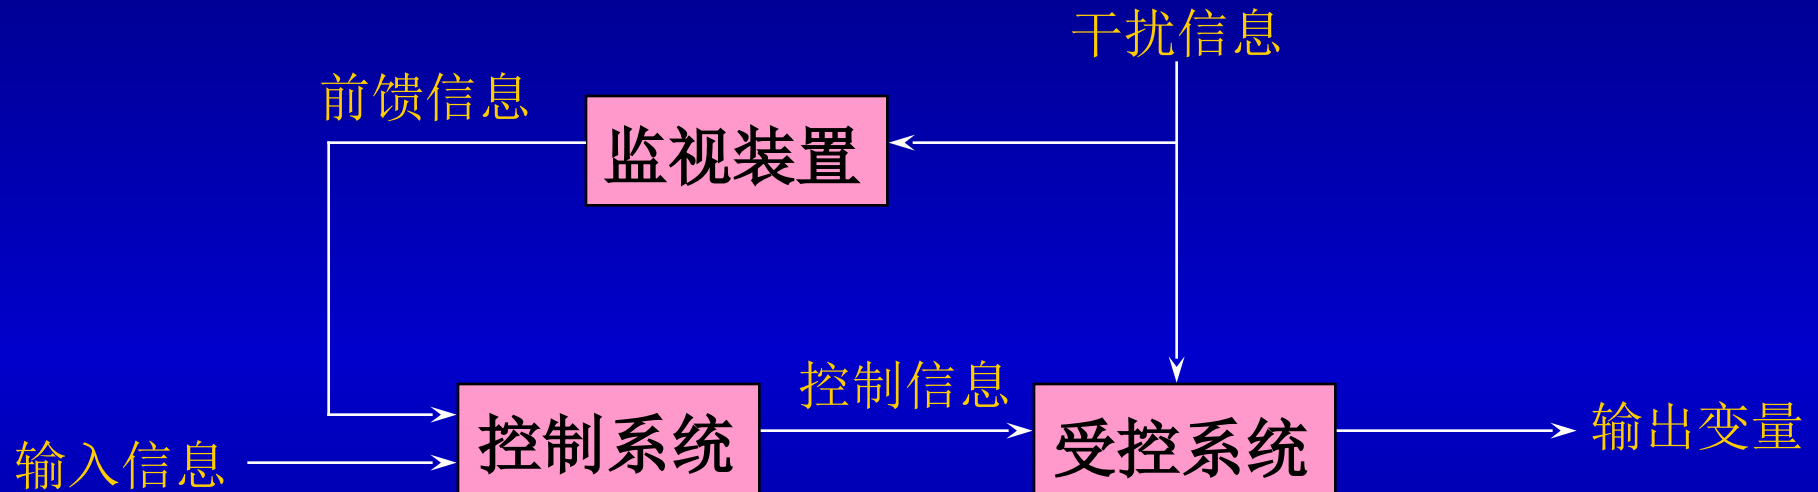 干扰信息
前馈信息
监视装置
控制信息
输出变量
控制系统
受控系统
输入信息